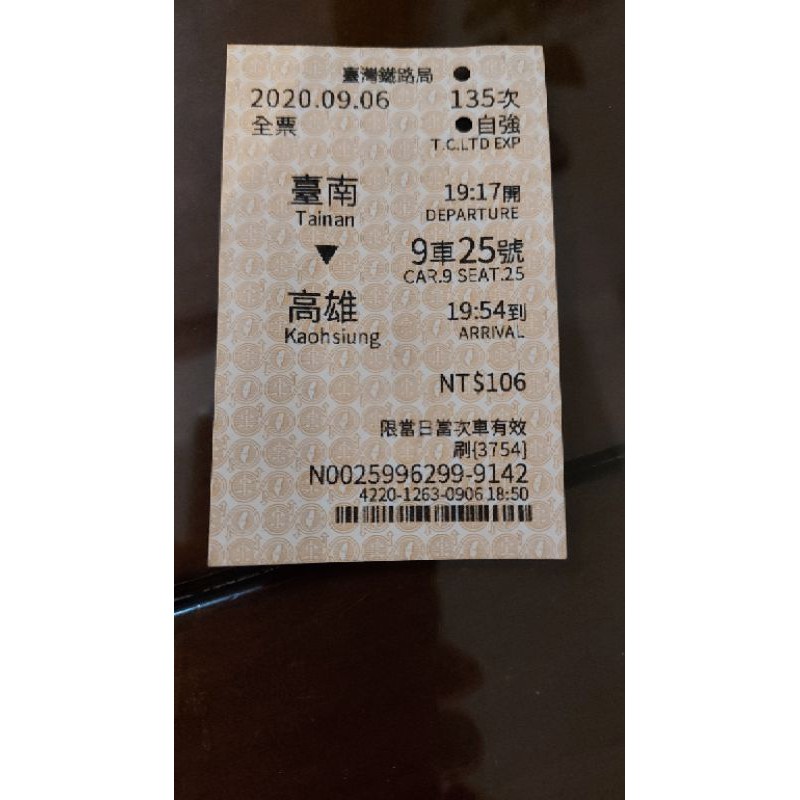 臺灣鐵路局 ●
2020.09.06 135次
全票 ●自強
T.C.LTD EXP
臺南 19:17開
Tainan DEPARTURE
▼ 9車25號
CAR.9 SEAT.25
高雄 19:54到
Kaohsiung ARRIVAL
NT$106
限當日當次車有效
刷{3754}
N0025996299-9142
4220-1263-0906 18:50